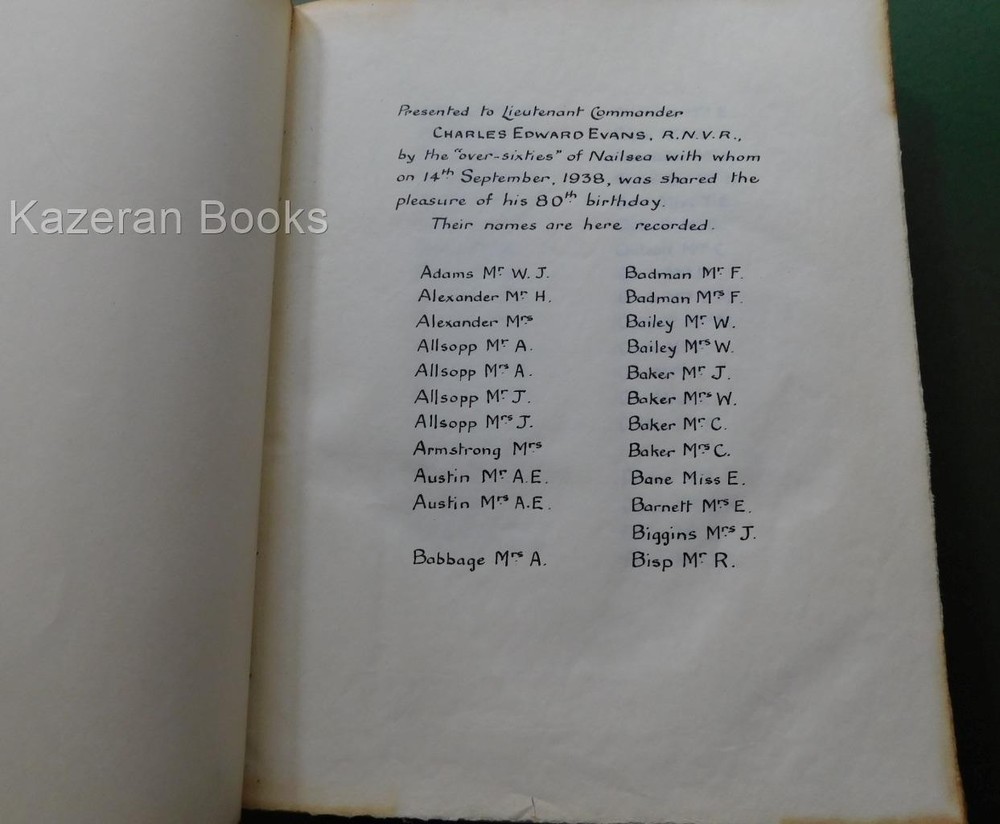 Presented to Lieutenant Commander
CHARLES EDWARD EVANS, R.N.V.R.,
by the "over-sixties" of Nailsea with whom
on 14th September, 1938, was shared the
pleasure of his 80th birthday.
Their names are here recorded.
Kazeran Books
Adams Mr W. J.
Alexander Mr H.
Alexander Mrs
Allsopp Mr A.
Allsopp Mrs A.
Allsopp Mr J.
Allsopp Mrs J.
Armstrong Mrs
Austin Mr A.E.
Austin Mrs A.E.
Babbage Mrs A.
Badman Mr F.
Badman Mrs F.
Bailey Mr W.
Bailey Mrs W.
Baker Mr J.
Baker Mrs W.
Baker Mr C.
Baker Mrs C.
Bane Miss E.
Barnett Mrs E.
Biggins Mrs J.
Bisp Mr R.